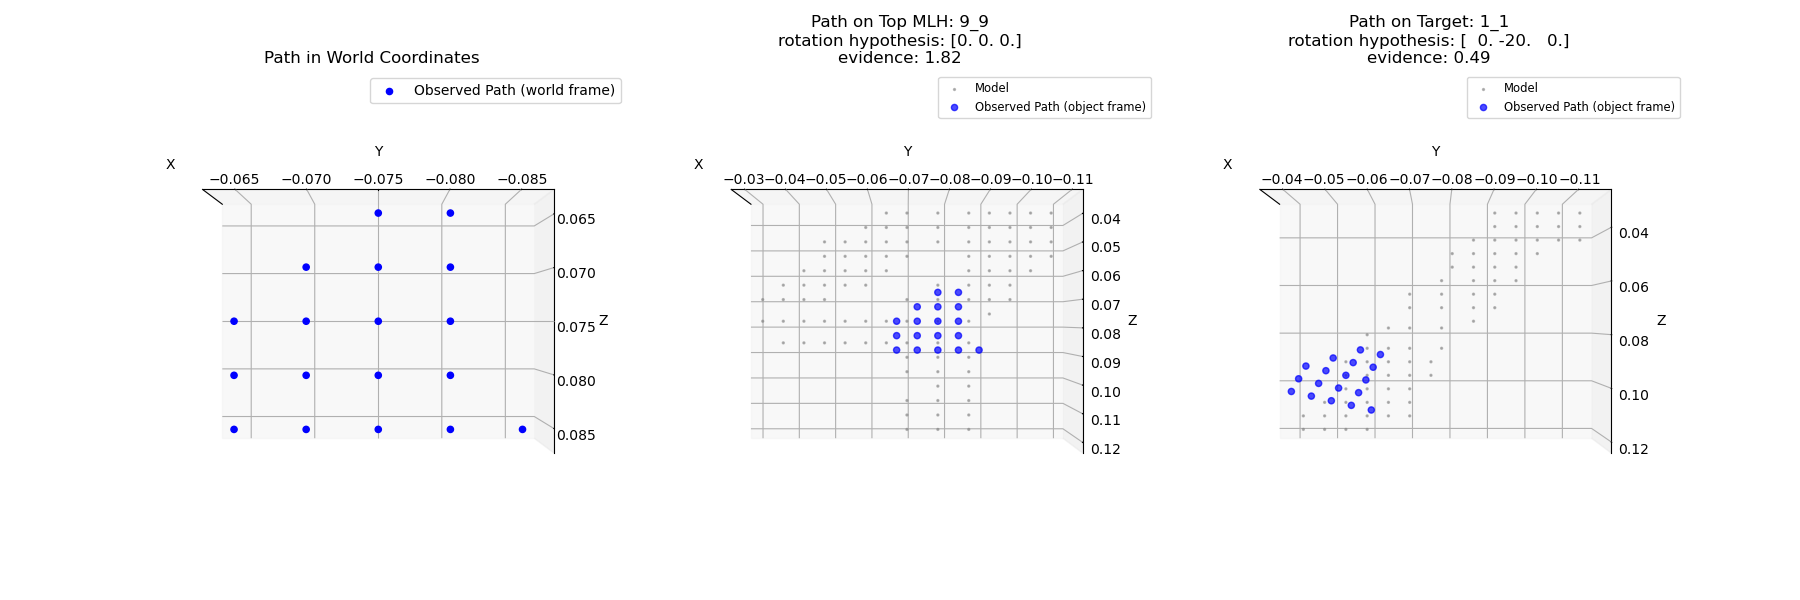 Path in World Coordinates
Observed Path (world frame)
X
Y
−0.065 −0.070 −0.075 −0.080 −0.085
0.065
0.070
0.075
0.080
0.085
Z
Path on Top MLH: 9_9
rotation hypothesis: [0. 0. 0.]
evidence: 1.82
Model
Observed Path (object frame)
X
Y
−0.03 −0.04 −0.05 −0.06 −0.07 −0.08 −0.09 −0.10 −0.11
0.04
0.05
0.06
0.07
0.08
0.09
0.10
0.11
0.12
Z
Path on Target: 1_1
rotation hypothesis: [  0. -20.   0.]
evidence: 0.49
Model
Observed Path (object frame)
X
Y
−0.04 −0.05 −0.06 −0.07 −0.08 −0.09 −0.10 −0.11
0.04
0.06
0.08
0.10
0.12
Z